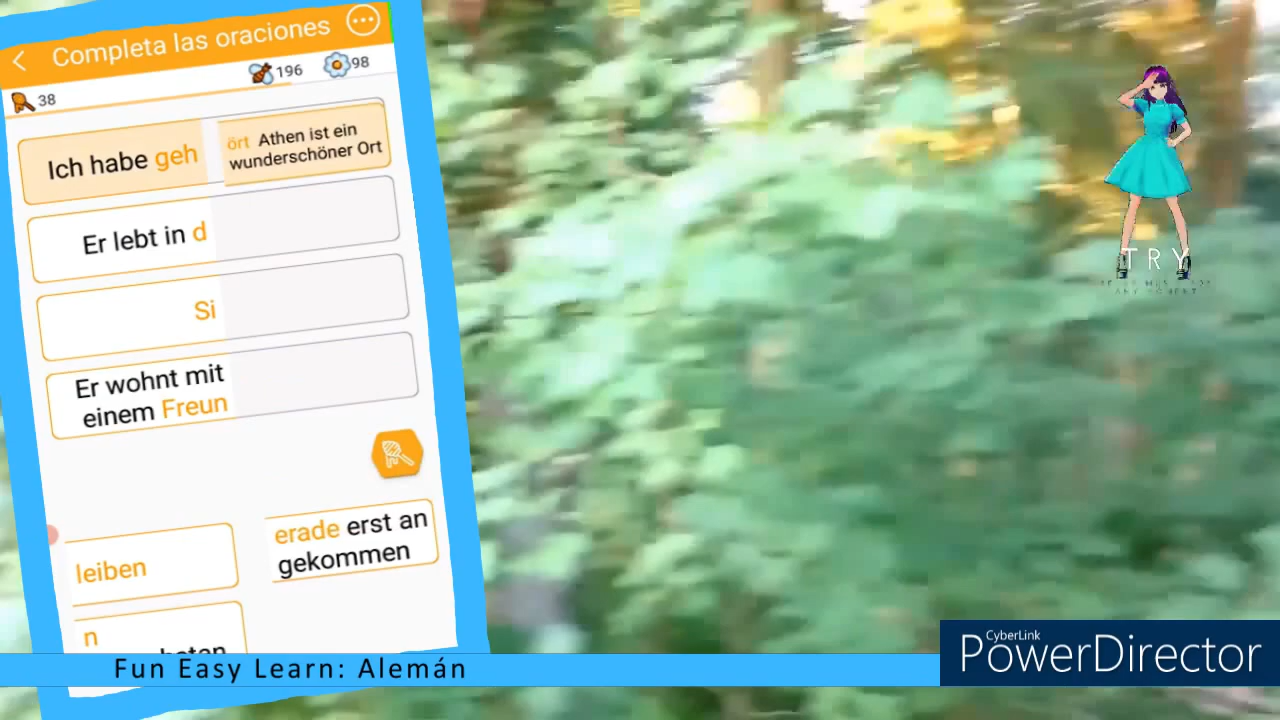 Completa las oraciones
38
196
98
Ich habe geh
ört Athen ist ein
wunderschöner Ort
Er lebt in d
Si
Er wohnt mit
einem Freun
leiben
erade erst an
gekommen
n
TRY
Fun Easy Learn: Alemán
CyberLink
PowerDirector